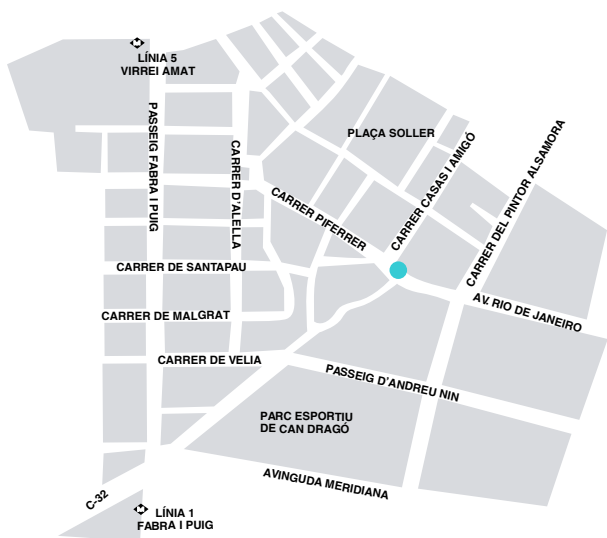 LÍNIA 5
VIRREI AMAT
PASSEIG FABRA I PUIG
CARRER D'ALELLA
PLAÇA SOLLER
CARRER CASAS I AMIGÓ
CARRER DEL PINTOR ALSAMORA
CARRER PIFERRER
CARRER DE SANTAPAU
AV. RIO DE JANEIRO
CARRER DE MALGRAT
CARRER DE VELIA
PASSEIG D'ANDREU NIN
PARC ESPORTIU
DE CAN DRAGÓ
AVINGUDA MERIDIANA
C-32
LÍNIA 1
FABRA I PUIG